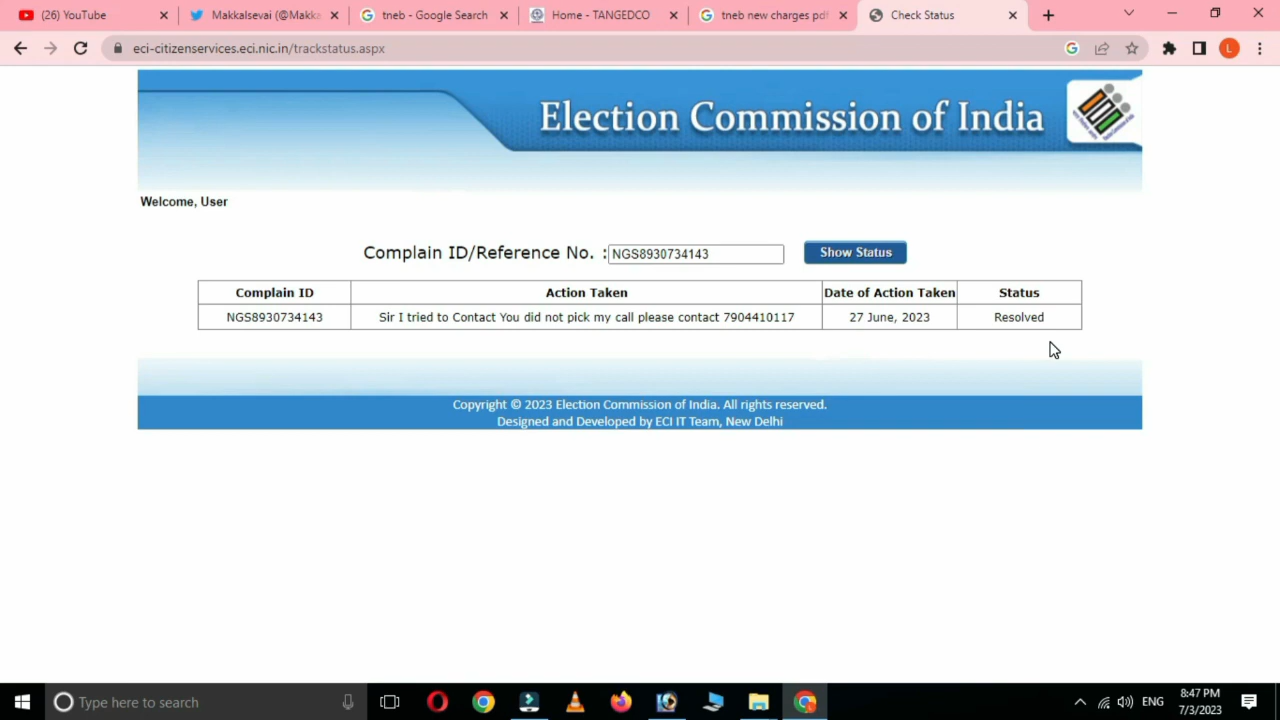 (26) YouTube
Makkalsevai (@Makka
tneb - Google Search
Home - TANGEDCO
tneb new charges pdf
Check Status
eci-citizenservices.eci.nic.in/trackstatus.aspx
L
Election Commission of India
Welcome, User
Complain ID/Reference No. : NGS8930734143 Show Status
Complain ID Action Taken Date of Action Taken Status
NGS8930734143 Sir I tried to Contact You did not pick my call please contact 7904410117 27 June, 2023 Resolved
Copyright © 2023 Election Commission of India. All rights reserved.
Designed and Developed by ECI IT Team, New Delhi
Type here to search
ENG
8:47 PM
7/3/2023